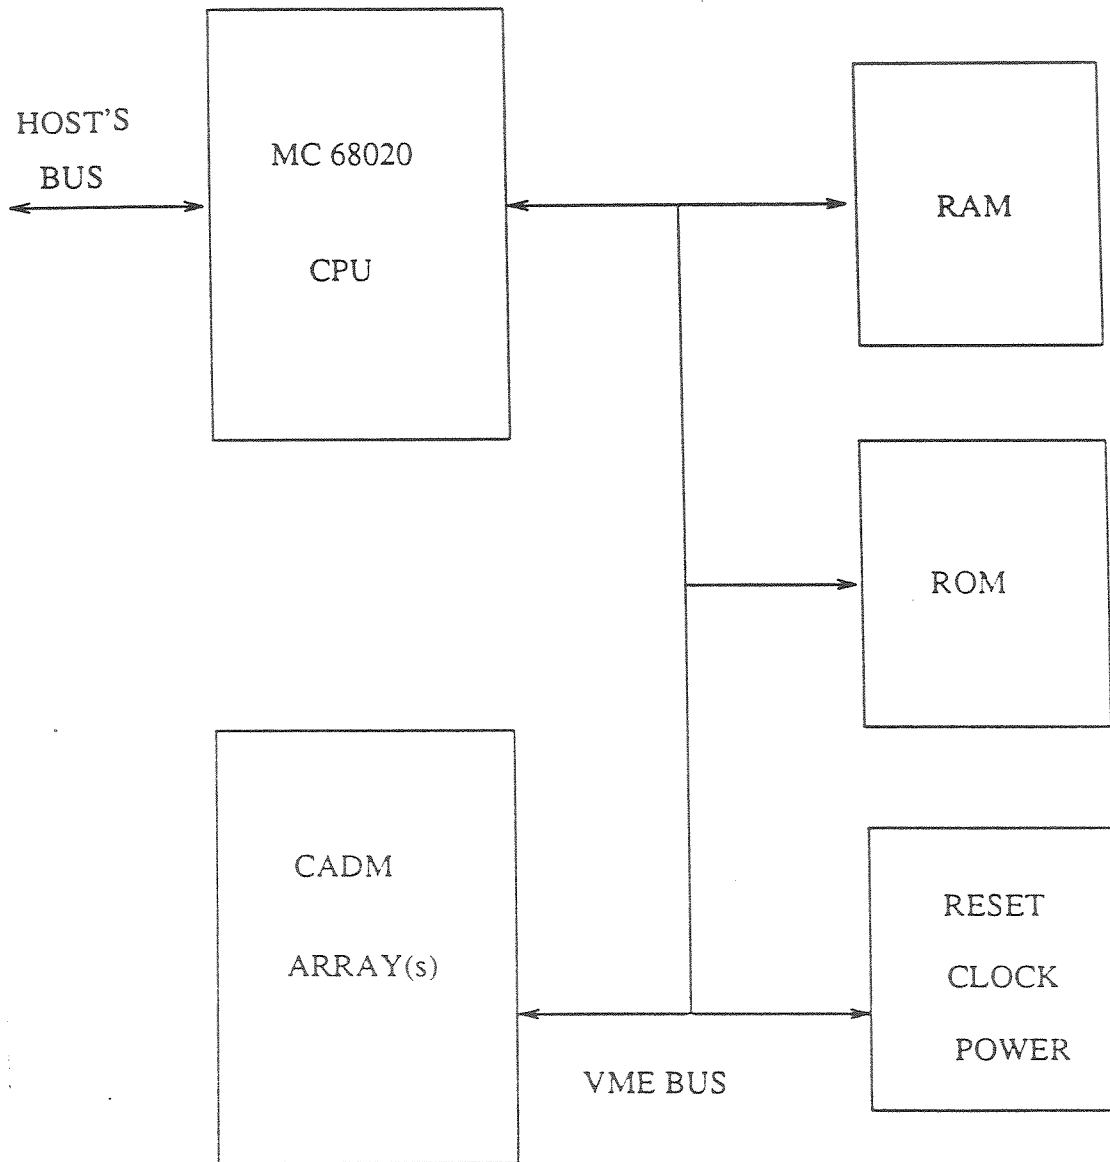 HOST'S
BUS
MC 68020
CPU
RAM
ROM
CADM
ARRAY(s)
RESET
CLOCK
POWER
VME BUS